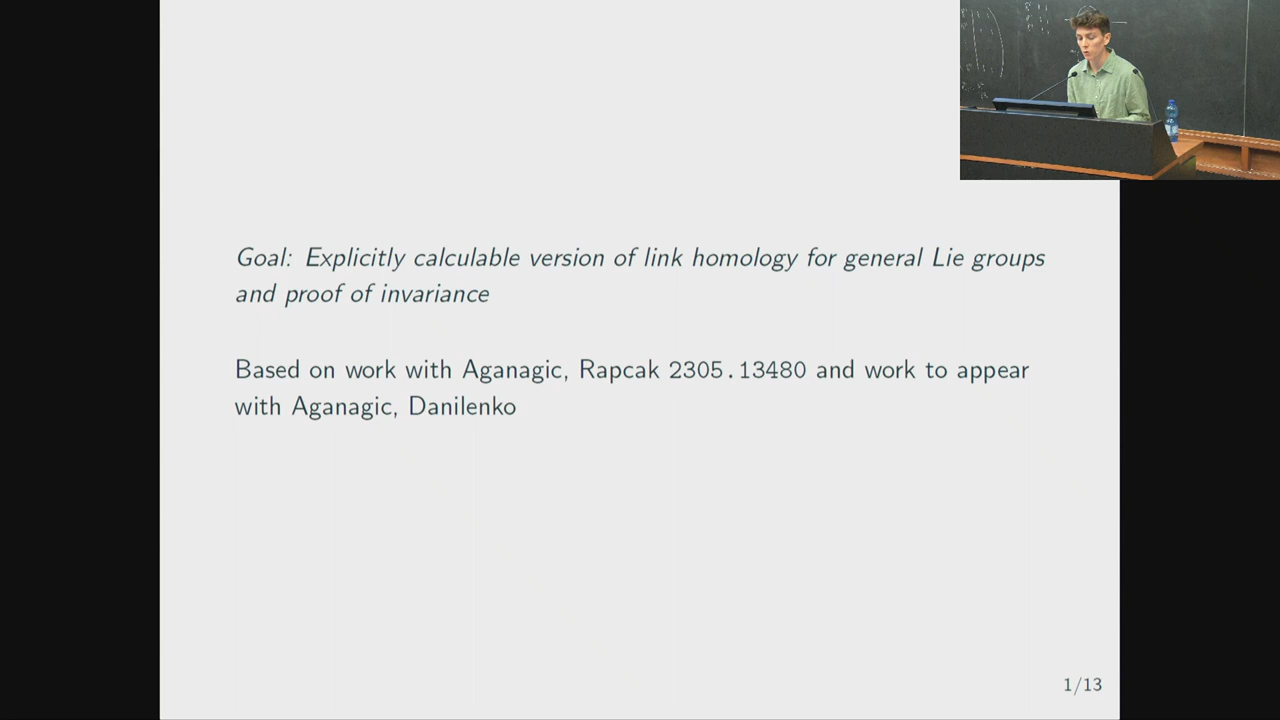 Goal: Explicitly calculable version of link homology for general Lie groups
and proof of invariance
Based on work with Aganagic, Rapcak 2305.13480 and work to appear
with Aganagic, Danilenko
1/13